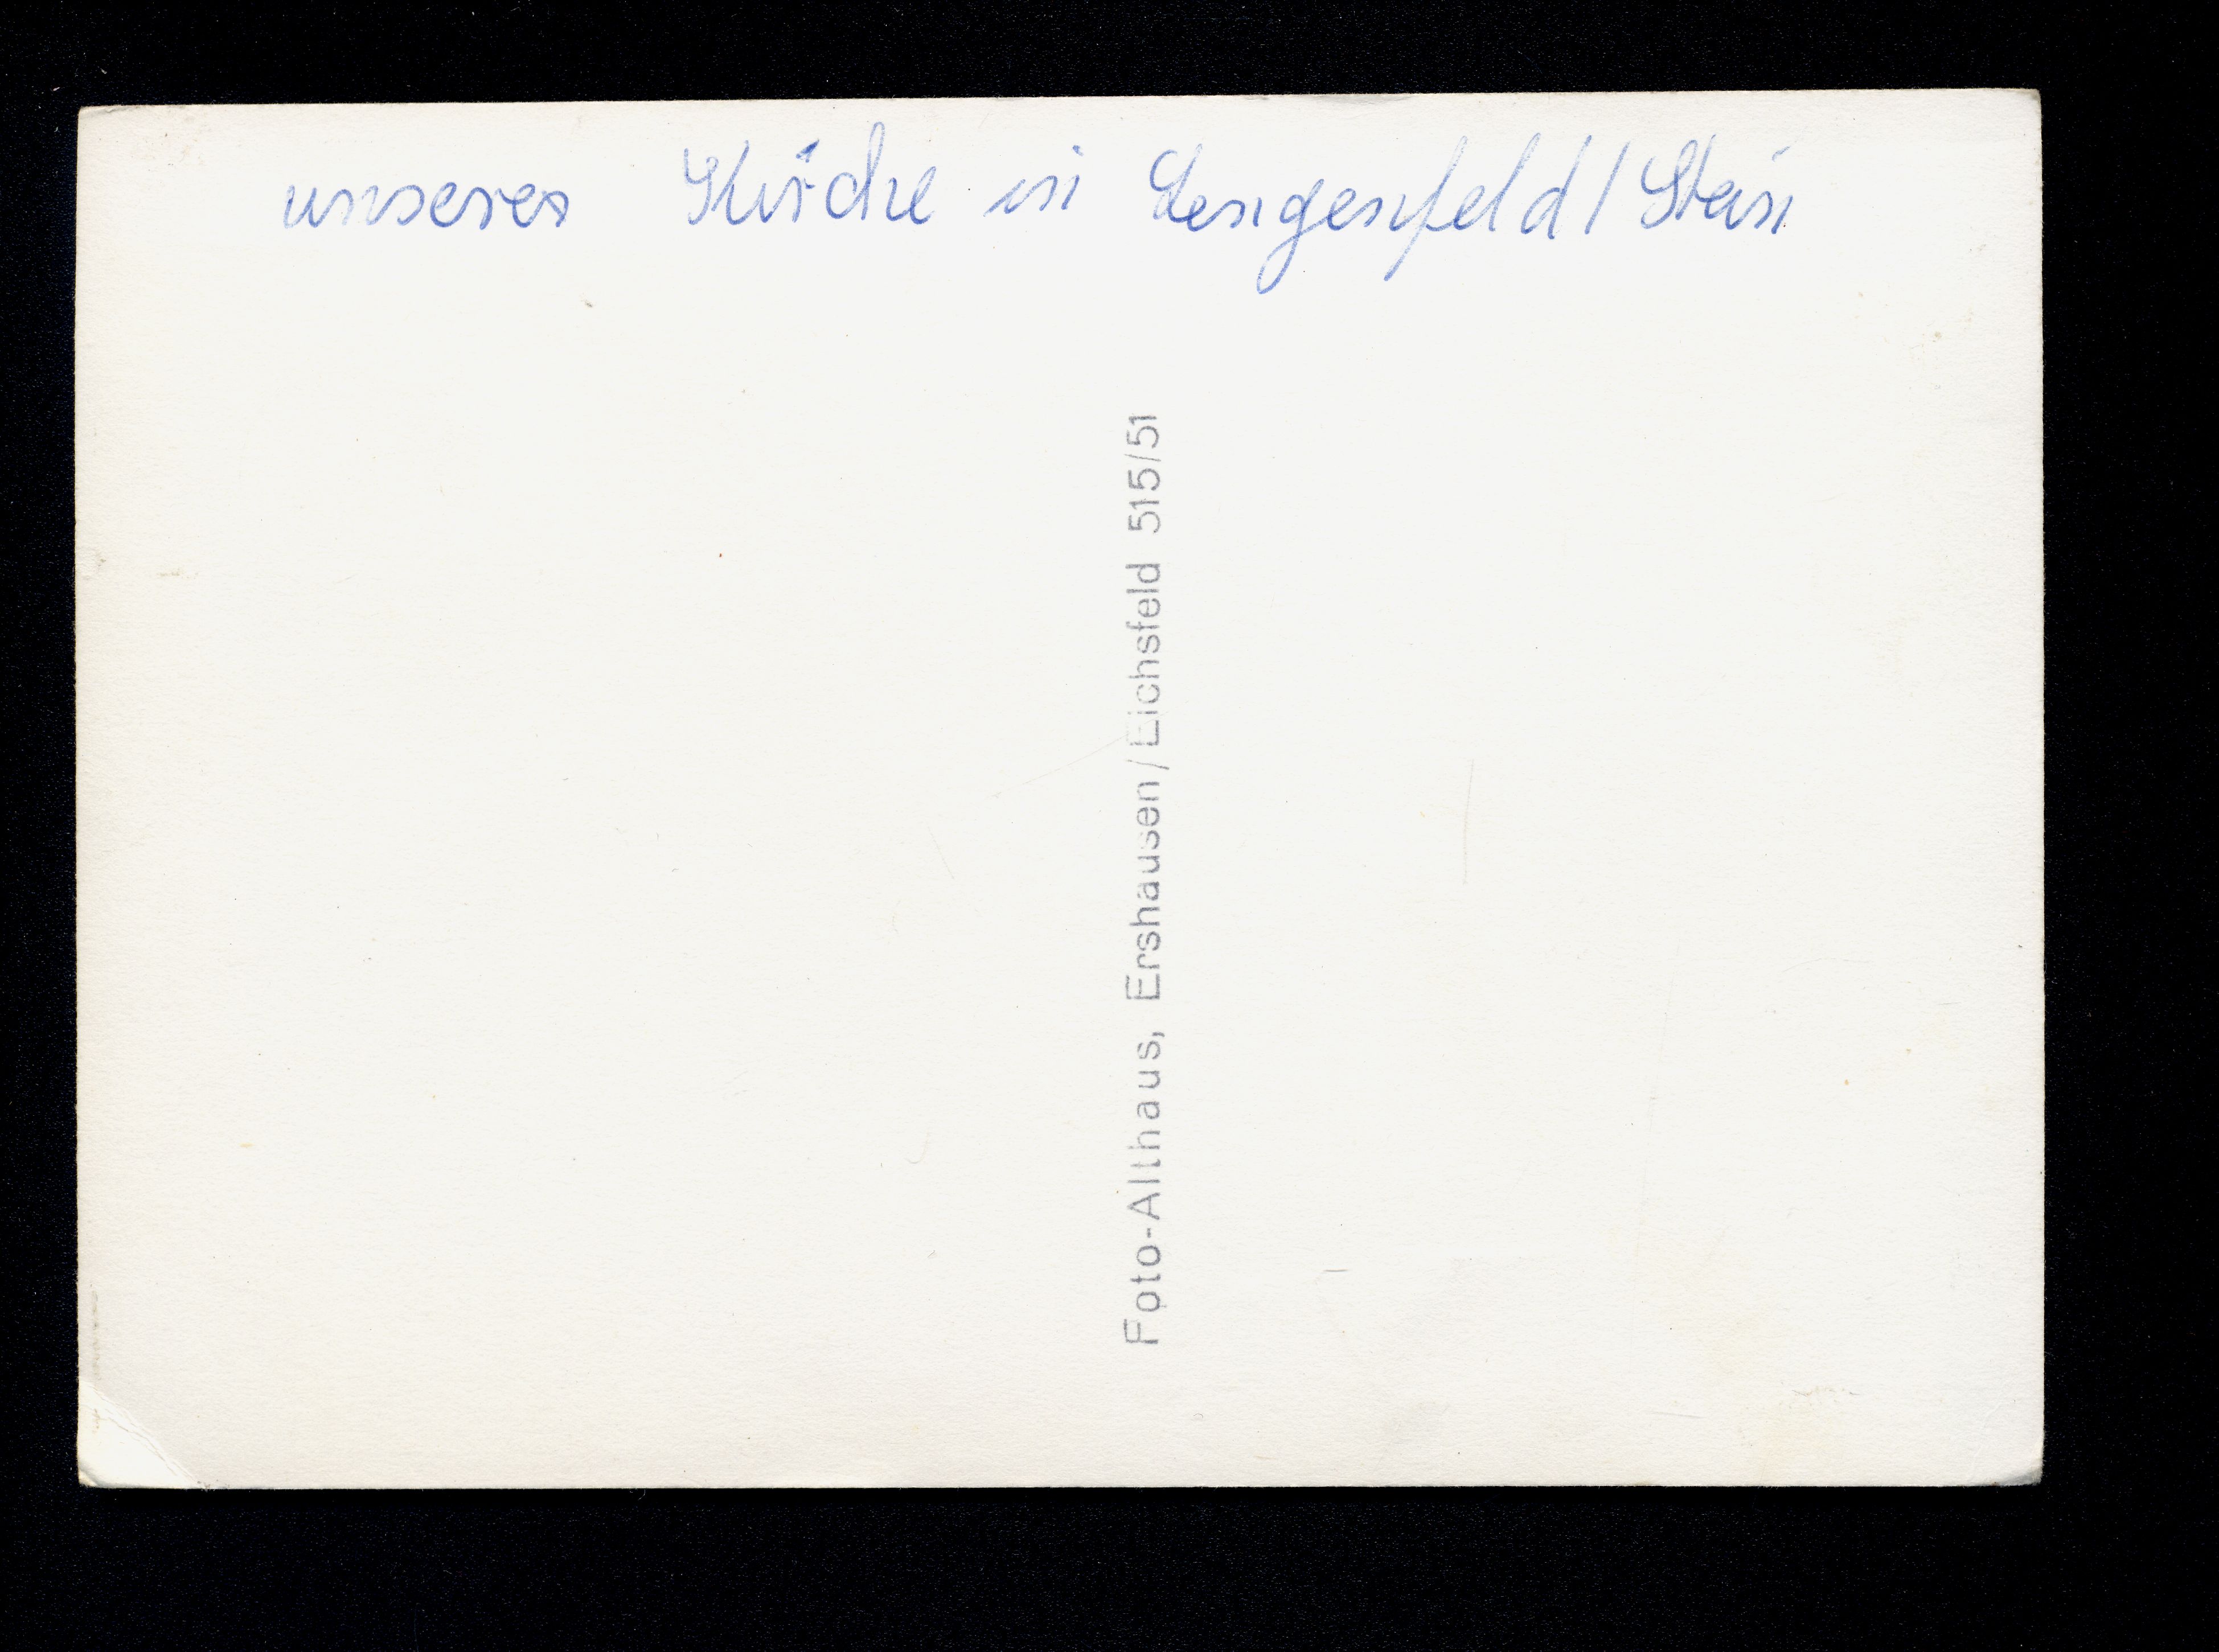 unserer Kirche in Lengenfeld/Stein
Foto-Althaus, Ershausen/Eichsfeld 515/51